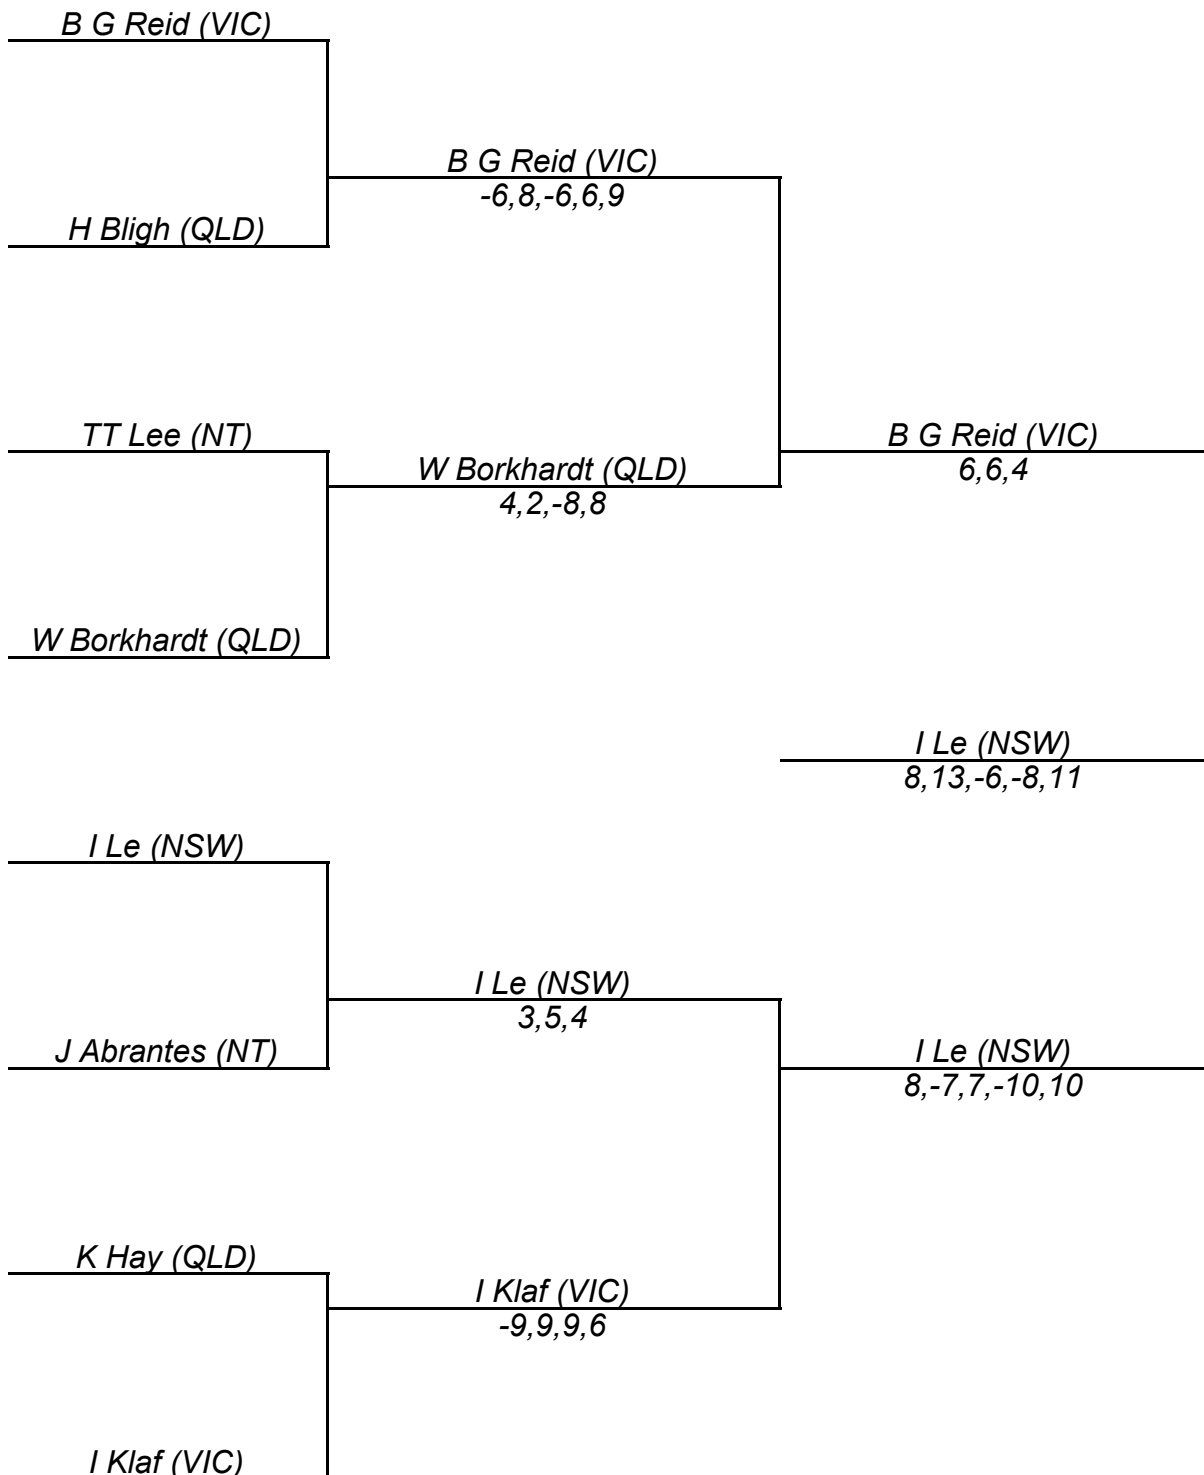 B G Reid (VIC)
B G Reid (VIC)
-6,8,-6,6,9
H Bligh (QLD)
TT Lee (NT)
B G Reid (VIC)
6,6,4
W Borkhardt (QLD)
4,2,-8,8
W Borkhardt (QLD)
I Le (NSW)
8,13,-6,-8,11
I Le (NSW)
I Le (NSW)
3,5,4
J Abrantes (NT)
I Le (NSW)
8,-7,7,-10,10
K Hay (QLD)
I Klaf (VIC)
-9,9,9,6
I Klaf (VIC)